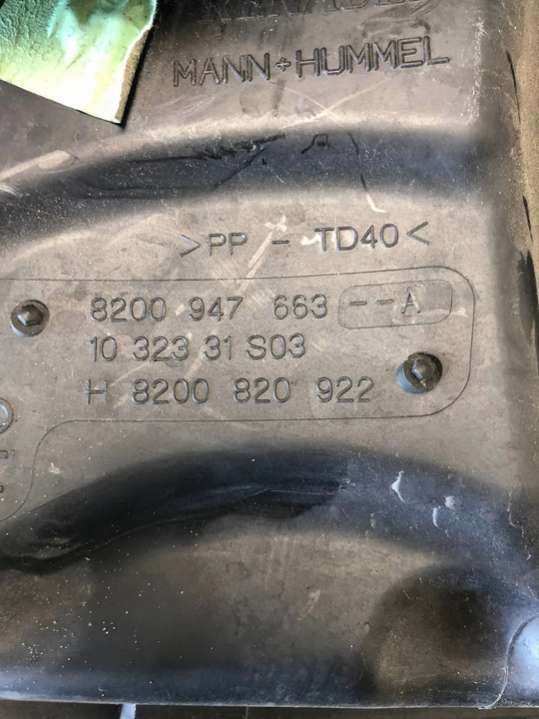 MANN+HUMMEL
>PP - TD40<
8200 947 663 --A
10 323 31 S03
H 8200 820 922